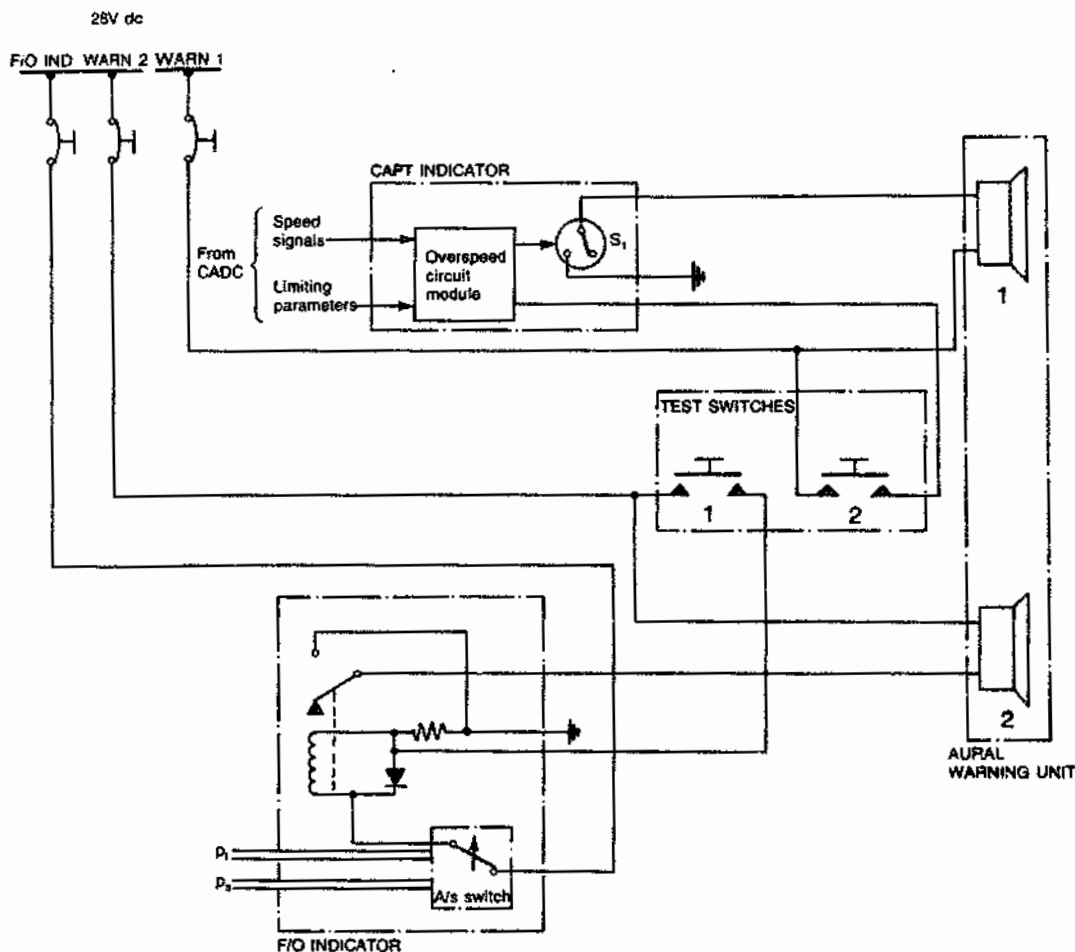 28V dc
F/O IND WARN 2 WARN 1
CAPT INDICATOR
From
CADC
Speed
signals
Limiting
parameters
Overspeed
circuit
module
S₁
1
TEST SWITCHES
1
2
2
AURAL
WARNING UNIT
p₁
pₛ
A/s switch
F/O INDICATOR